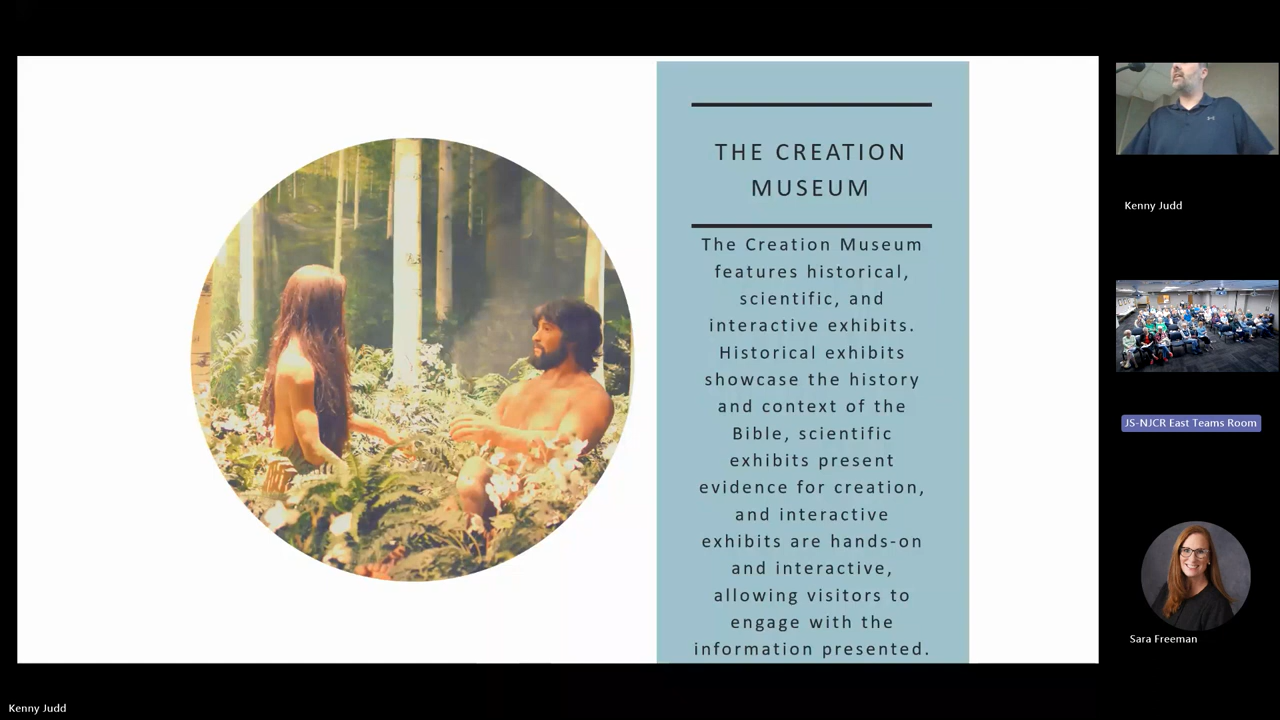 THE CREATION
MUSEUM
The Creation Museum
features historical,
scientific, and
interactive exhibits.
Historical exhibits
showcase the history
and context of the
Bible, scientific
exhibits present
evidence for creation,
and interactive
exhibits are hands-on
and interactive,
allowing visitors to
engage with the
information presented.
Kenny Judd
JS-NJCR East Teams Room
Sara Freeman
Kenny Judd